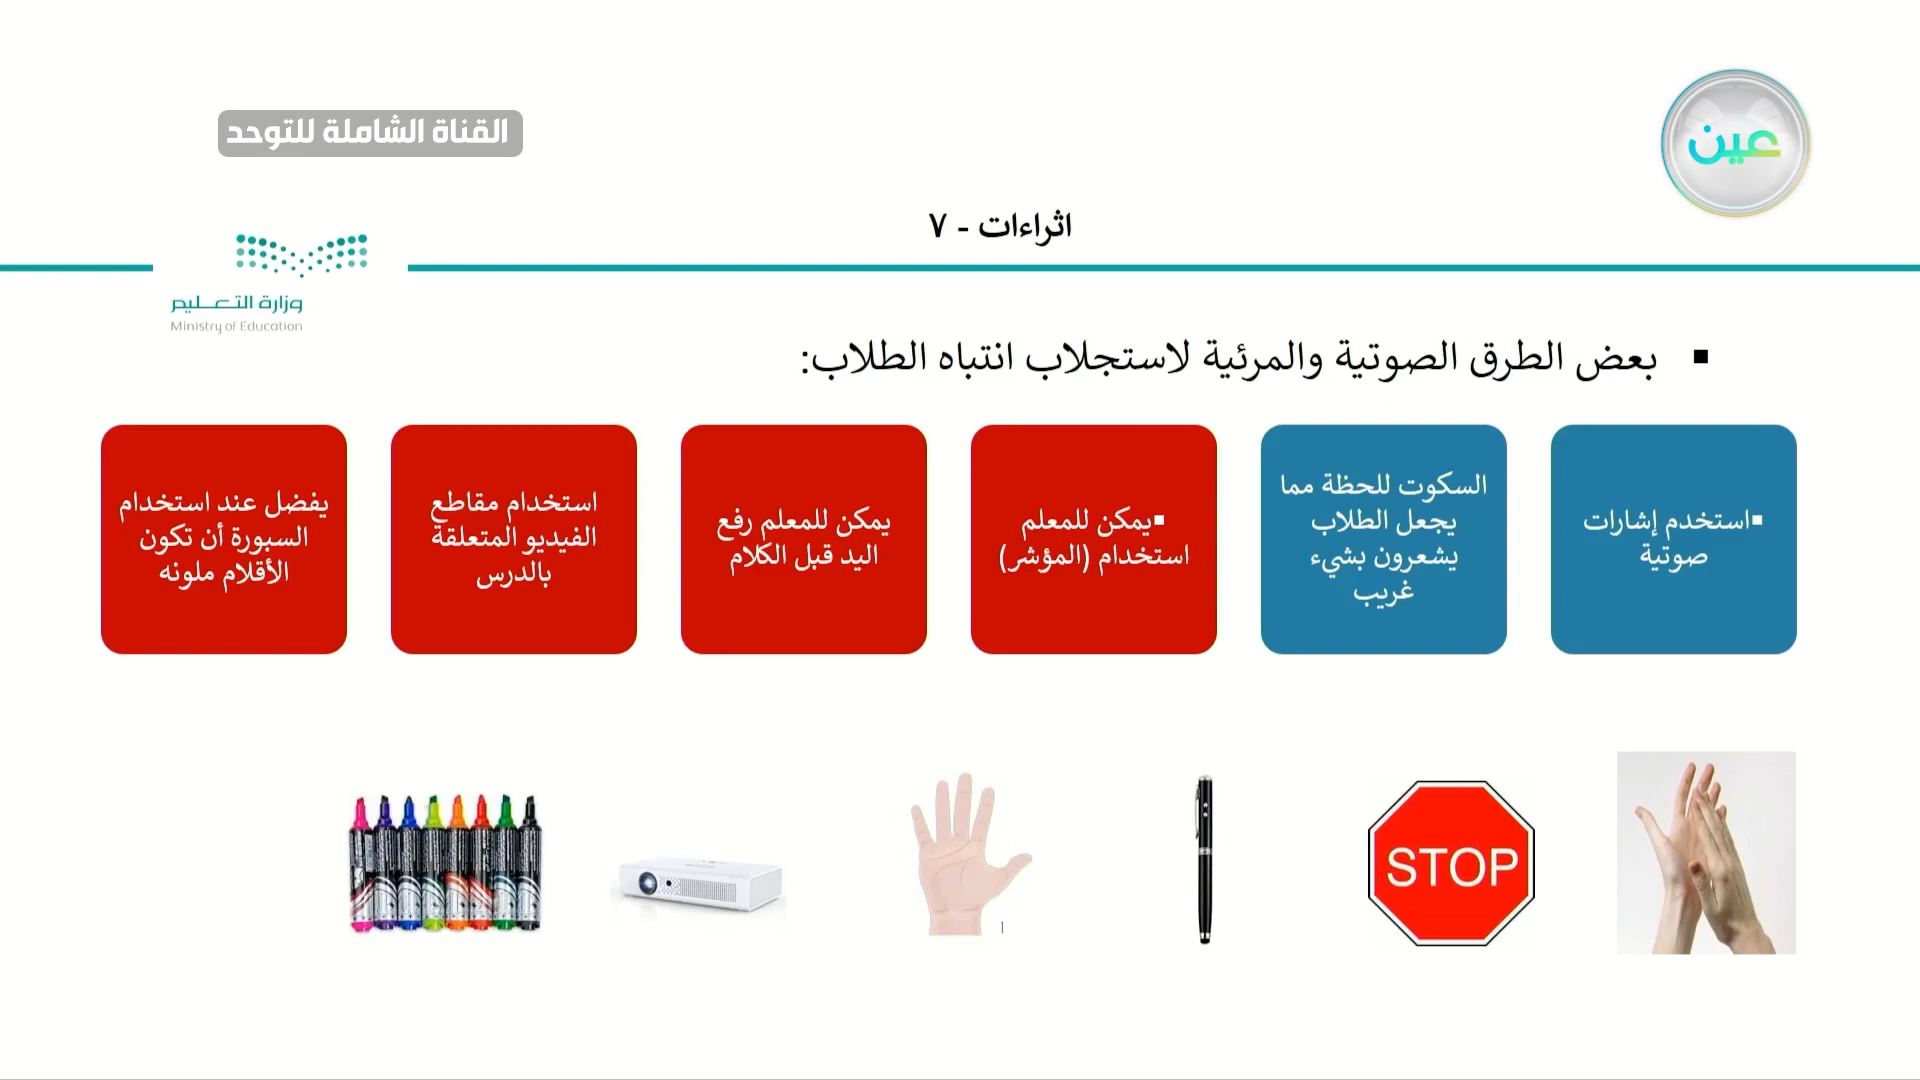 القناة الشاملة للتوحد
عين
اثراءات - ٧
وزارة التعليم
Ministry of Education
▪ بعض الطرق الصوتية والمرئية لاستجلاب انتباه الطلاب:
▪استخدم إشارات
صوتية
السكوت للحظة مما
يجعل الطلاب
يشعرون بشيء
غريب
▪يمكن للمعلم
استخدام (المؤشر)
يمكن للمعلم رفع
اليد قبل الكلام
استخدام مقاطع
الفيديو المتعلقة
بالدرس
يفضل عند استخدام
السبورة أن تكون
الأقلام ملونه
STOP